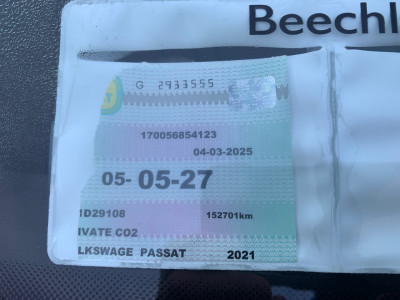 Beechl
G 2933555
170056854123
04-03-2025
05- 05-27
1D29108 152701km
IVATE CO2
LKSWAGE PASSAT 2021